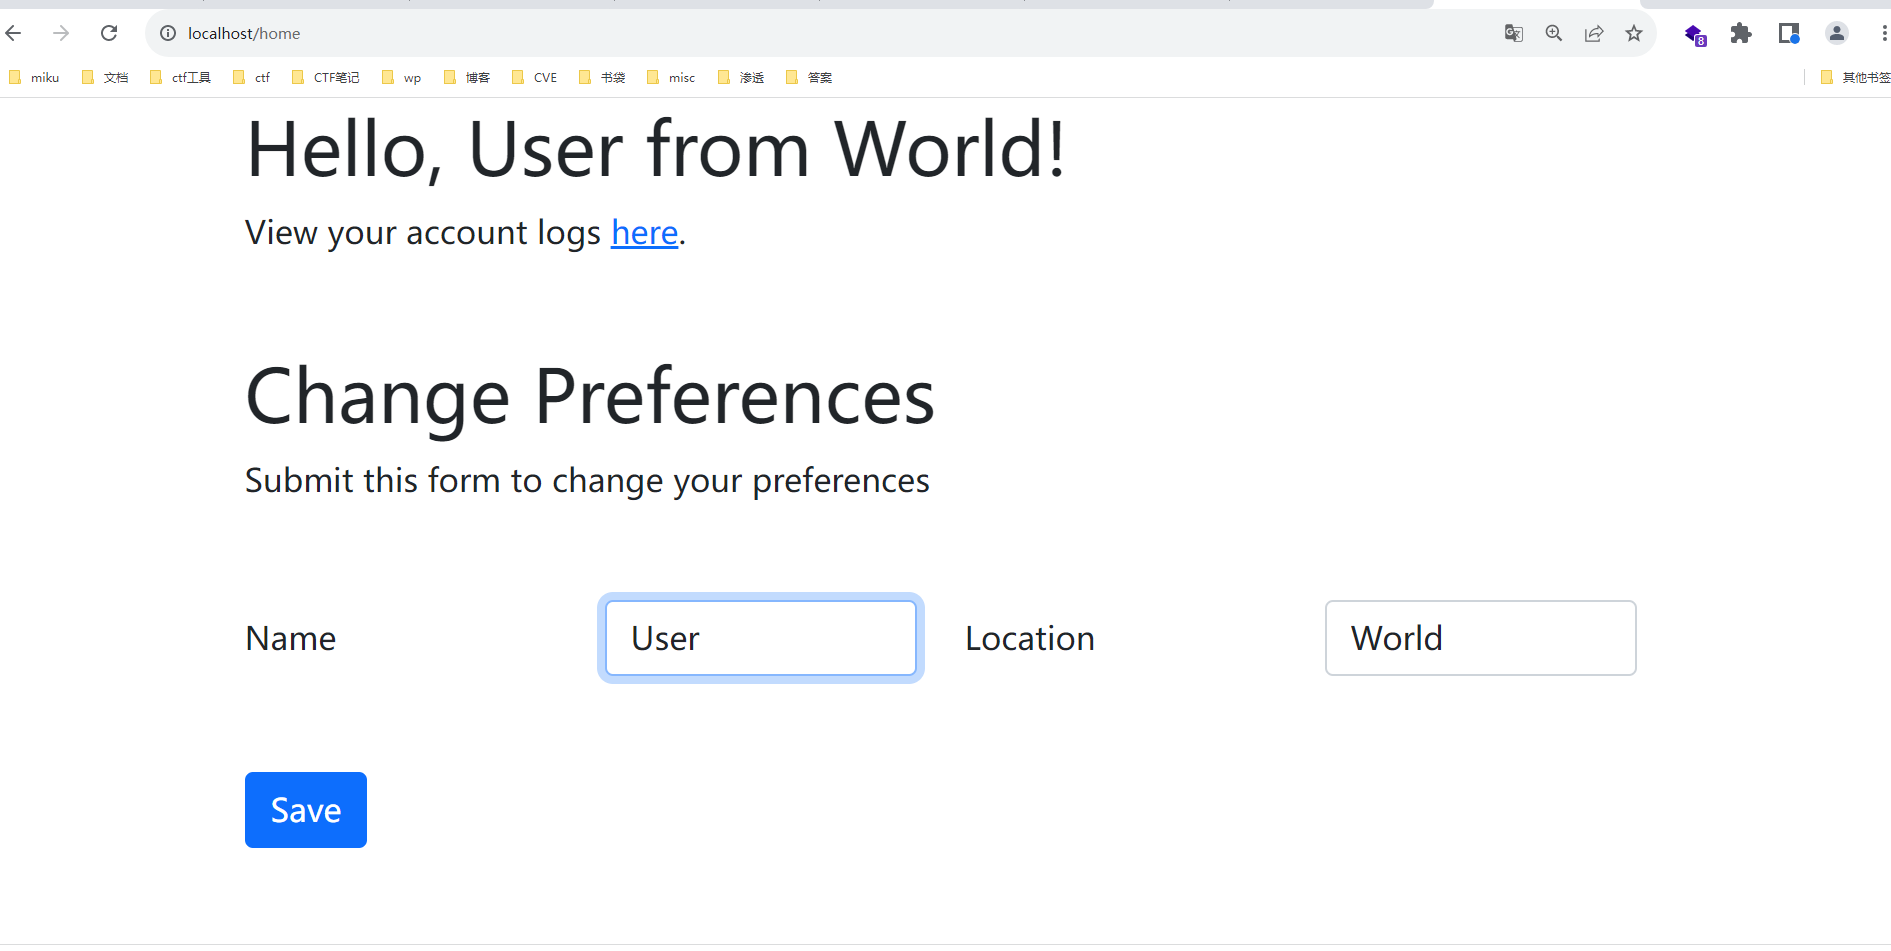 localhost/home
8
miku 文档 ctf工具 ctf CTF笔记 wp 博客 CVE 书袋 misc 渗透 答案 其他书签
Hello, User from World!
View your account logs here.
Change Preferences
Submit this form to change your preferences
Name User Location World
Save